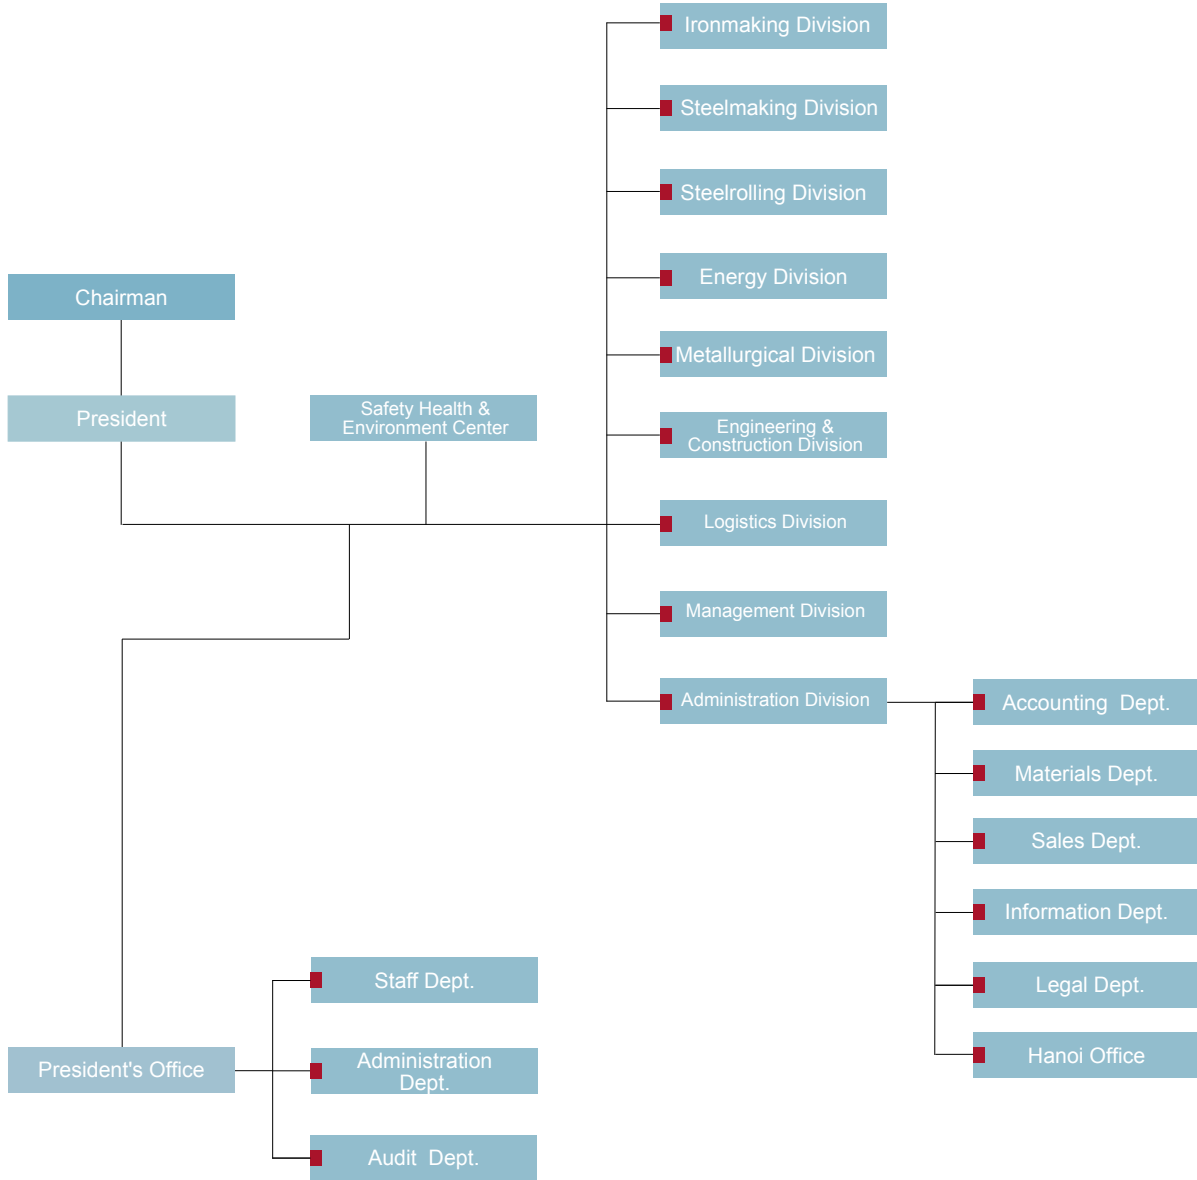 Ironmaking Division
Steelmaking Division
Steelrolling Division
Energy Division
Metallurgical Division
Engineering &
Construction Division
Logistics Division
Management Division
Administration Division
Chairman
President
Safety Health &
Environment Center
Accounting Dept.
Materials Dept.
Sales Dept.
Information Dept.
Legal Dept.
Hanoi Office
President's Office
Staff Dept.
Administration
Dept.
Audit Dept.